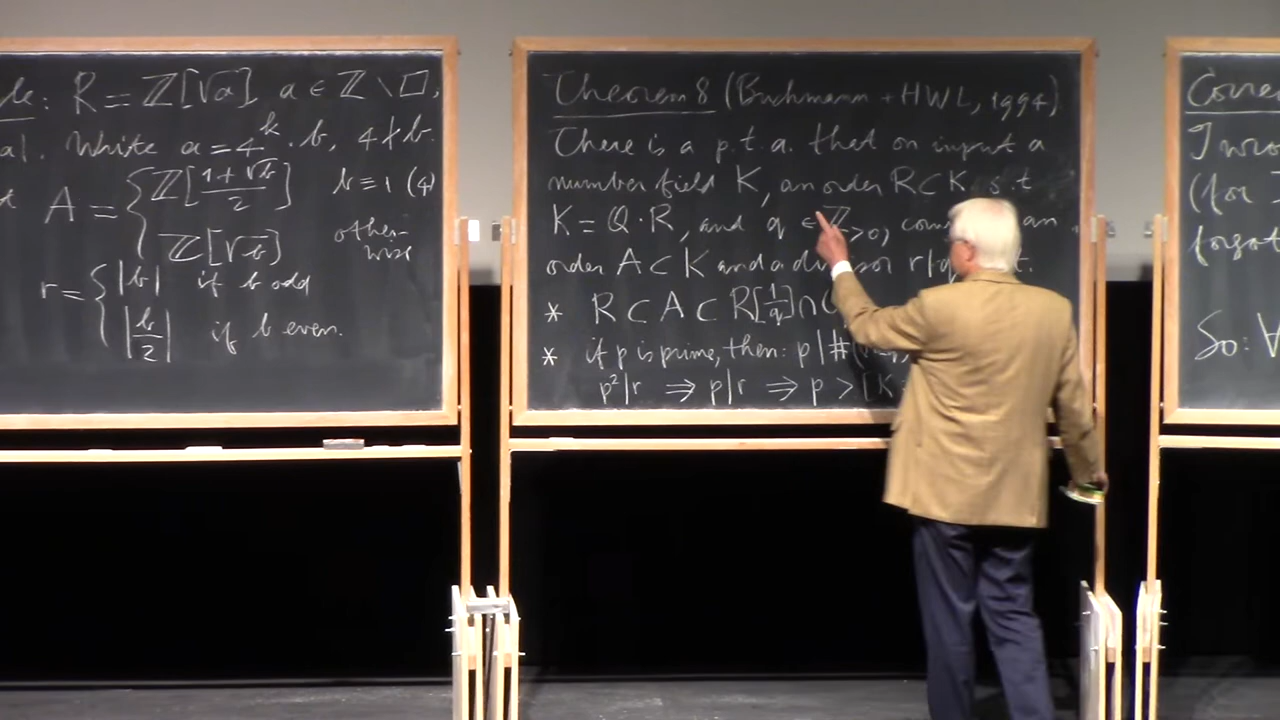 le: R = ℤ[√a], a ∈ ℤ \ □,
al. Write a = 4^k · b, 4 ∤ b.
A = { ℤ[(1+√b)/2] b ≡ 1 (4)
ℤ[√b] other-
wise
r = { |b| if b odd
|b/2| if b even.
Theorem 8 (Buchmann + HWL, 1994)
There is a p.t.a. that on input a
number field K, an order R ⊂ K, s.t
K = Q · R, and q ∈ ℤ>0, com an
order A ⊂ K and a divisor r | q t.
* R ⊂ A ⊂ R[1/q] ∩
* if p is prime, then: p | #(
p² | r ⇒ p | r ⇒ p > [K:
I wro
(for
forgot
So: ∀